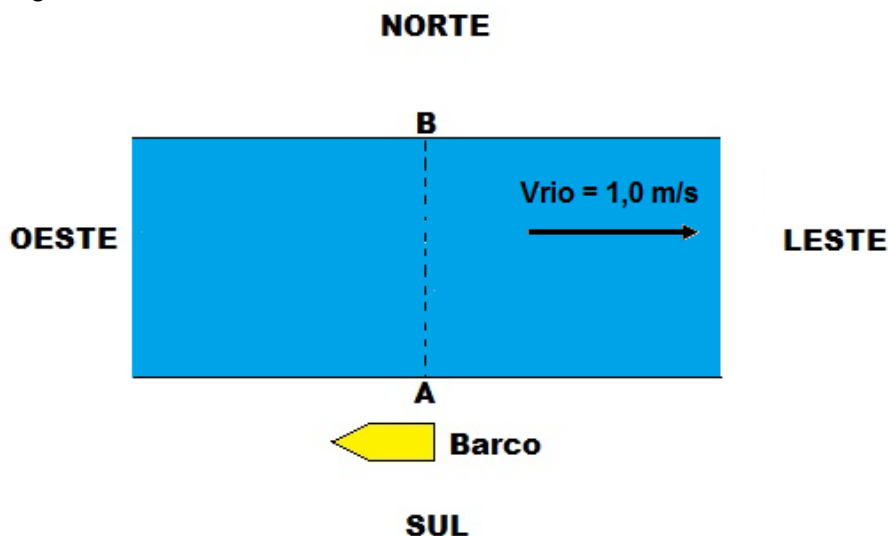 NORTE
B
Vrio = 1,0 m/s
OESTE
LESTE
A
Barco
SUL